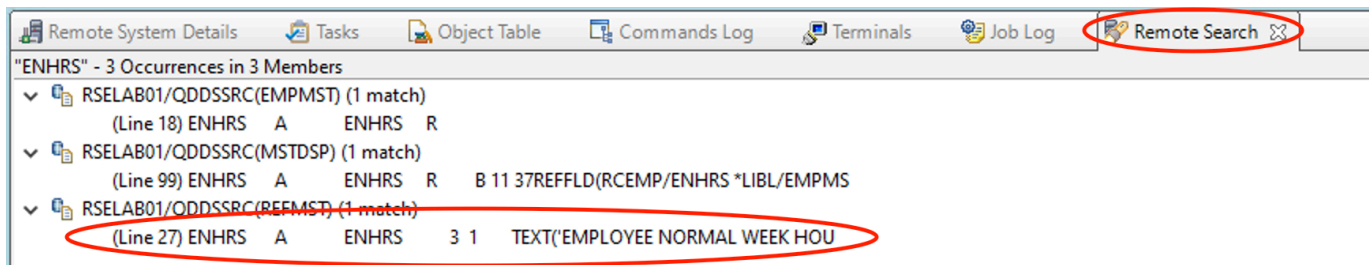 Remote System Details Tasks Object Table Commands Log Terminals Job Log Remote Search
"ENHRS" - 3 Occurrences in 3 Members
RSELAB01/QDDSSRC(EMPMST) (1 match)
(Line 18) ENHRS A ENHRS R
RSELAB01/QDDSSRC(MSTDSP) (1 match)
(Line 99) ENHRS A ENHRS R B 11 37REFFLD(RCEMP/ENHRS *LIBL/EMPMS
RSELAB01/QDDSSRC(REFMST) (1 match)
(Line 27) ENHRS A ENHRS 3 1 TEXT('EMPLOYEE NORMAL WEEK HOU